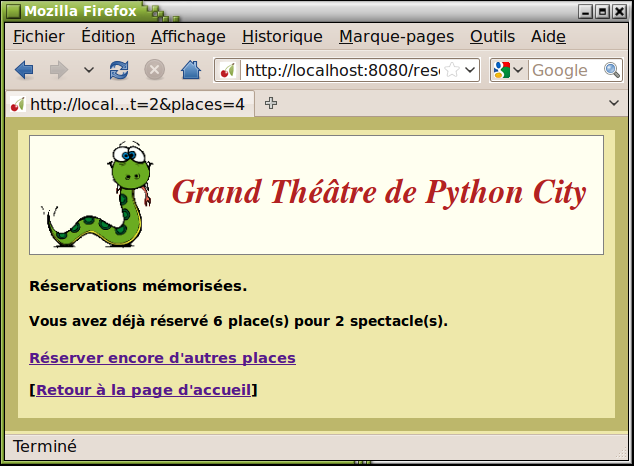 Mozilla Firefox
Fichier Édition Affichage Historique Marque-pages Outils Aide
http://localhost:8080/res Google
http://local...t=2&places=4
Grand Théâtre de Python City
Réservations mémorisées.
Vous avez déjà réservé 6 place(s) pour 2 spectacle(s).
Réserver encore d'autres places
[Retour à la page d'accueil]
Terminé